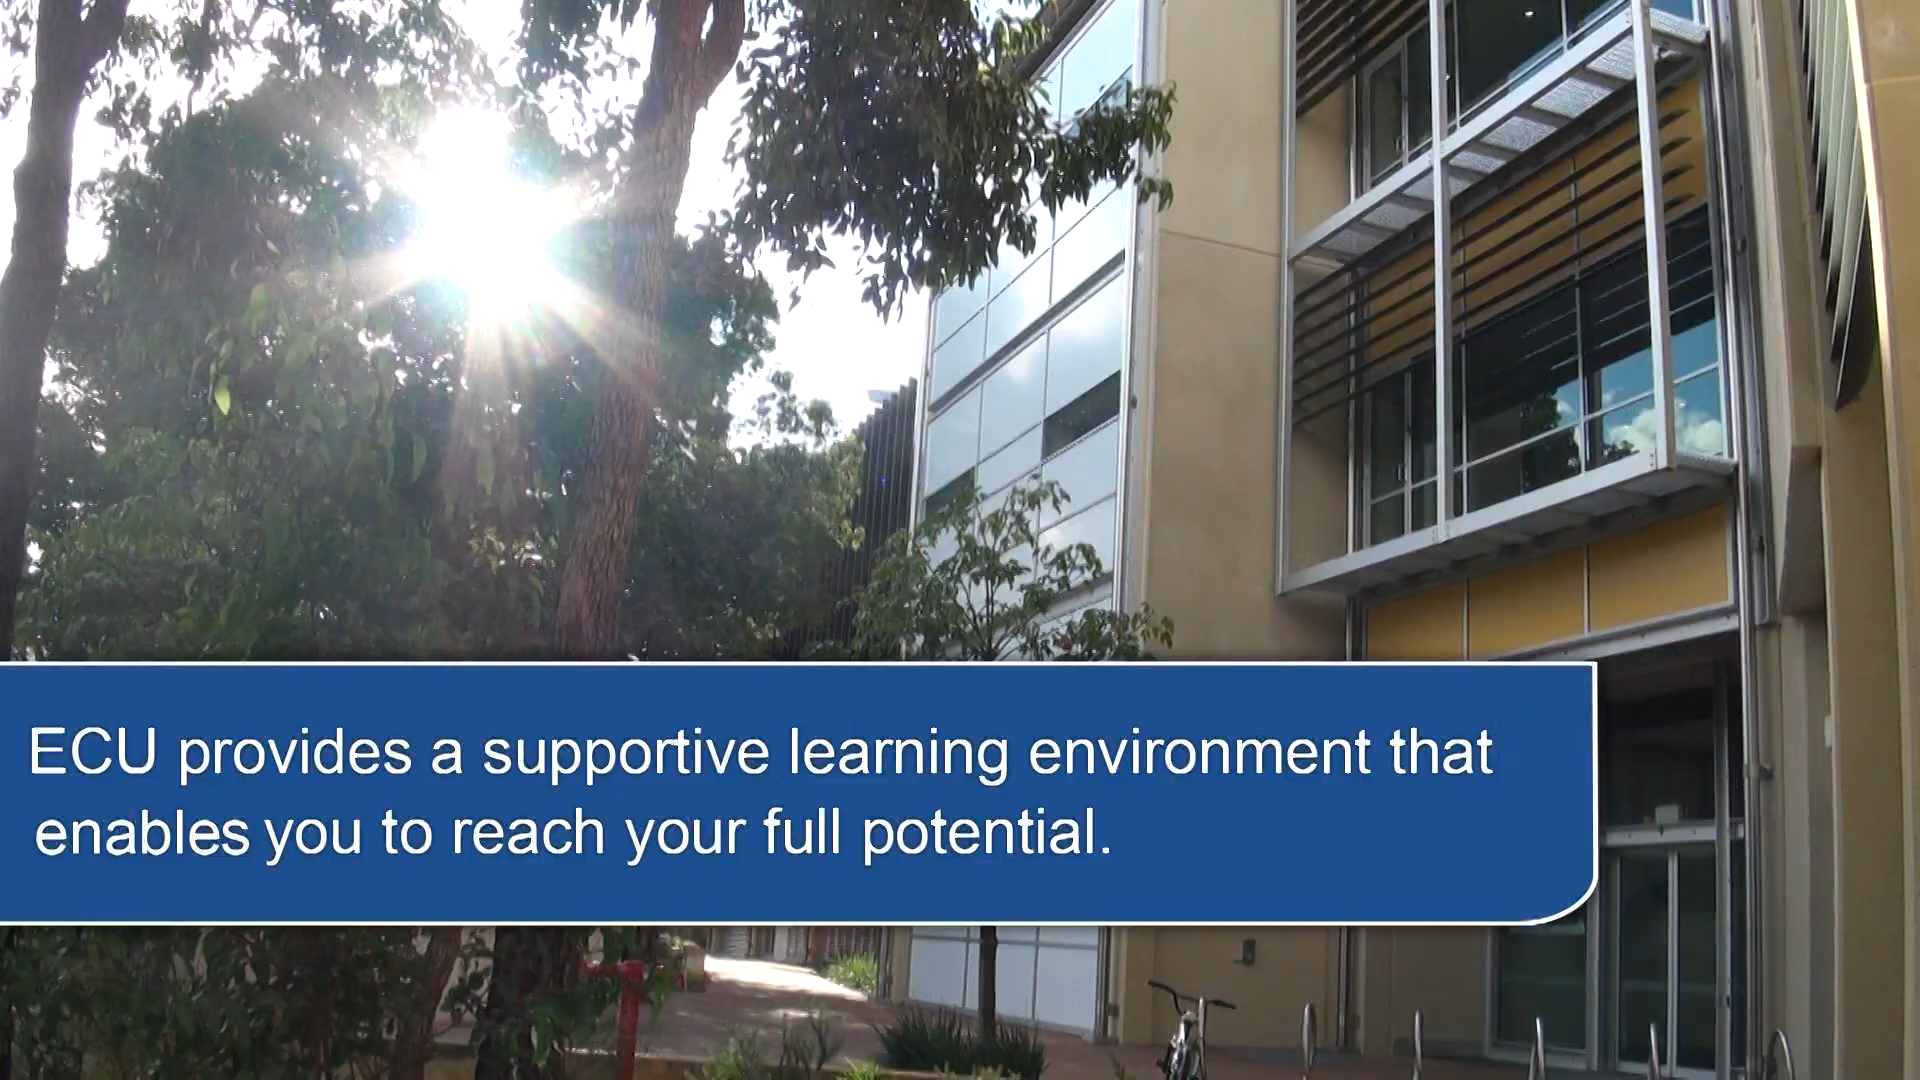 ECU provides a supportive learning environment that
enables you to reach your full potential.